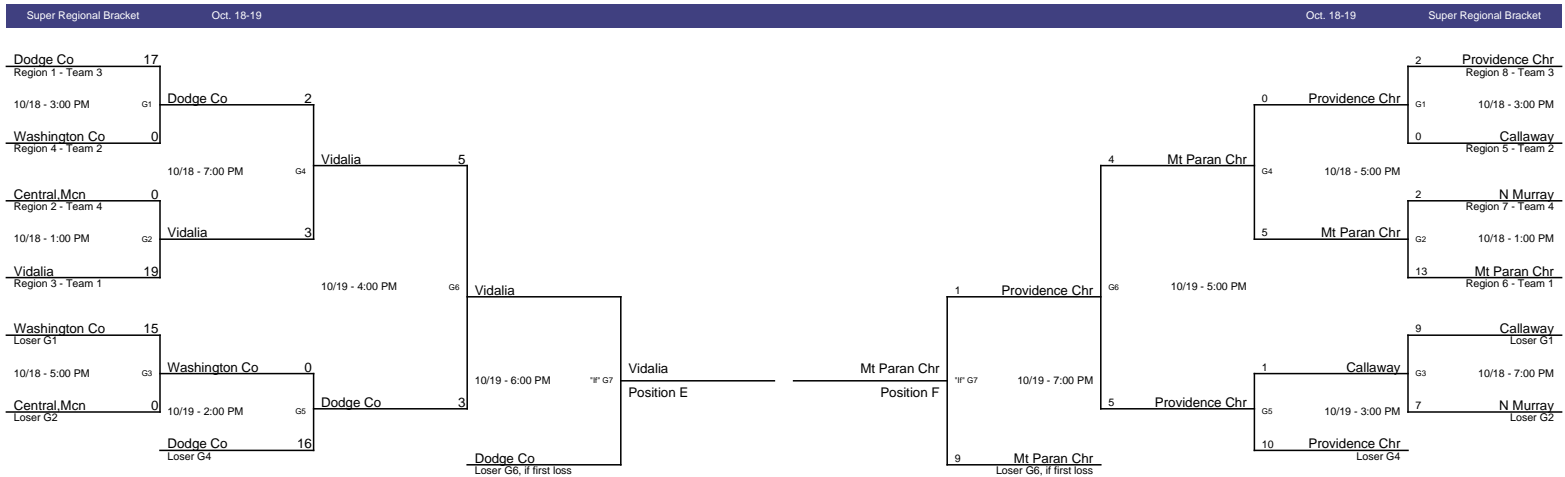 Super Regional Bracket Oct. 18-19 Oct. 18-19 Super Regional Bracket
Dodge Co 17
Region 1 - Team 3
10/18 - 3:00 PM G1
Dodge Co 2
Washington Co 0
Region 4 - Team 2
10/18 - 7:00 PM G4
Vidalia 5
Central,Mcn 0
Region 2 - Team 4
10/18 - 1:00 PM G2
Vidalia 3
Vidalia 19
Region 3 - Team 1
10/19 - 4:00 PM G6
Vidalia
Washington Co 15
Loser G1
10/18 - 5:00 PM G3
Washington Co 0
Central,Mcn 0
Loser G2
10/19 - 2:00 PM G5
Dodge Co 3
Dodge Co 16
Loser G4
10/19 - 6:00 PM "If" G7
Vidalia
Position E
Dodge Co
Loser G6, if first loss
2 Providence Chr
Region 8 - Team 3
0 Providence Chr
G1 10/18 - 3:00 PM
0 Callaway
Region 5 - Team 2
4 Mt Paran Chr
G4 10/18 - 5:00 PM
2 N Murray
Region 7 - Team 4
5 Mt Paran Chr
G2 10/18 - 1:00 PM
13 Mt Paran Chr
Region 6 - Team 1
1 Providence Chr
G6 10/19 - 5:00 PM
9 Callaway
Loser G1
1 Callaway
G3 10/18 - 7:00 PM
7 N Murray
Loser G2
5 Providence Chr
G5 10/19 - 3:00 PM
10 Providence Chr
Loser G4
Mt Paran Chr
Position F
"If" G7 10/19 - 7:00 PM
9 Mt Paran Chr
Loser G6, if first loss